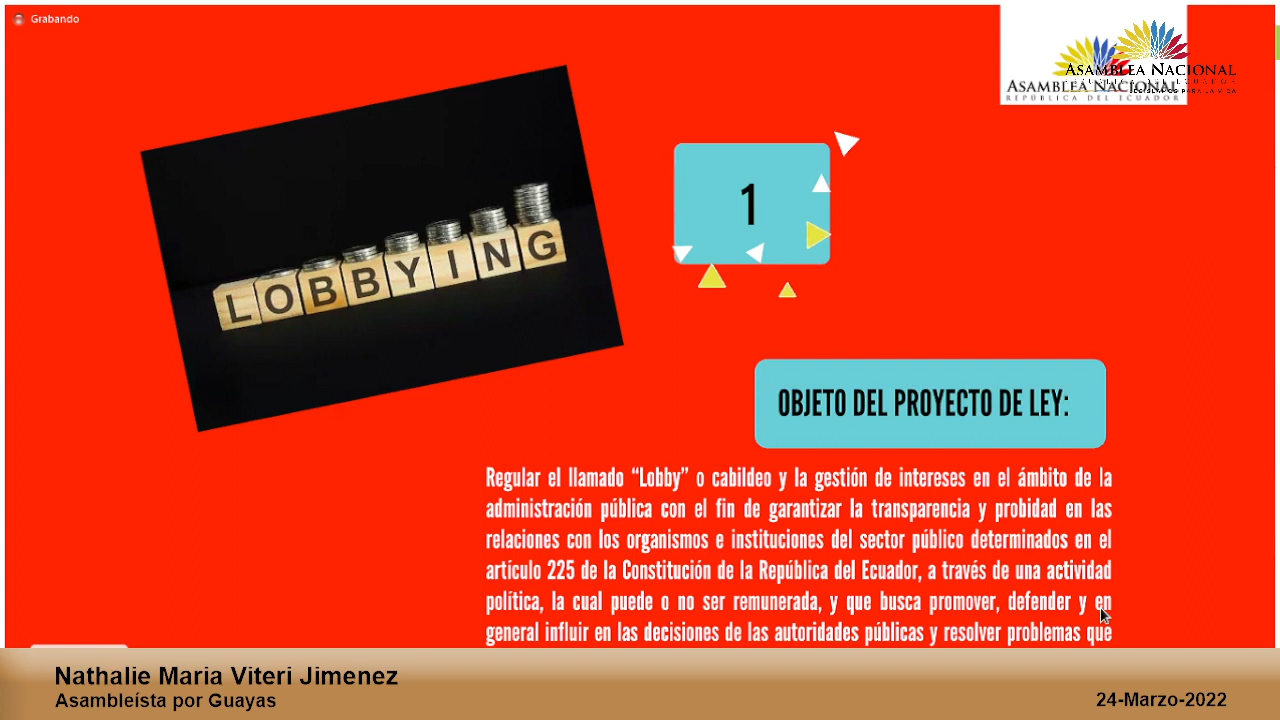 Grabando
ASAMBLEA NACIONAL
ASAMBLEA NACIONAL
REPÚBLICA DEL ECUADOR
LOBBYING
1
OBJETO DEL PROYECTO DE LEY:
Regular el llamado “Lobby” o cabildeo y la gestión de intereses en el ámbito de la
administración pública con el fin de garantizar la transparencia y probidad en las
relaciones con los organismos e instituciones del sector público determinados en el
artículo 225 de la Constitución de la República del Ecuador, a través de una actividad
política, la cual puede o no ser remunerada, y que busca promover, defender y en
general influir en las decisiones de las autoridades públicas y resolver problemas que
Nathalie Maria Viteri Jimenez
Asambleísta por Guayas
24-Marzo-2022